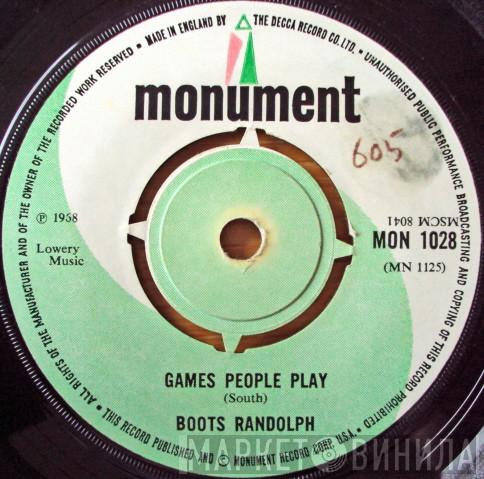 MADE IN ENGLAND BY THE DECCA RECORD CO. LTD. • UNAUTHORISED PUBLIC PERFORMANCE BROADCASTING AND COPYING OF THIS RECORD PROHIBITED • THIS RECORD PUBLISHED AND © MONUMENT RECORD CORP. U.S.A. • ALL RIGHTS OF THE MANUFACTURER AND OF THE OWNER OF THE RECORDED WORK RESERVED •
monument
605
℗ 1968
Lowery
Music
MSCM 8041
MON 1028
(MN 1125)
GAMES PEOPLE PLAY
(South)
BOOTS RANDOLPH
МАРКЕТ ВИНИЛА